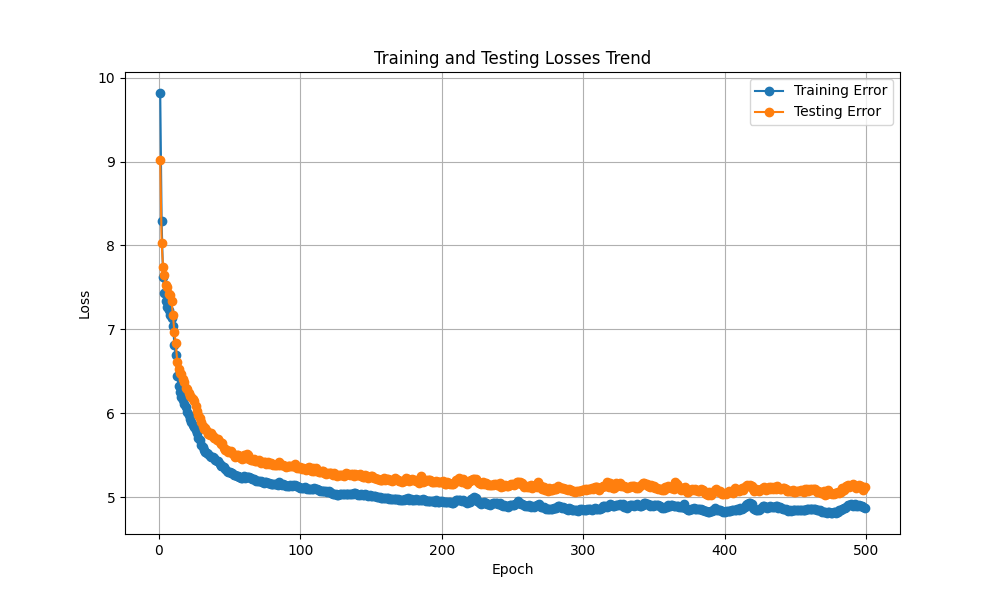 Training and Testing Losses Trend
Training Error
Testing Error
10
9
8
7
6
5
Loss
0 100 200 300 400 500
Epoch